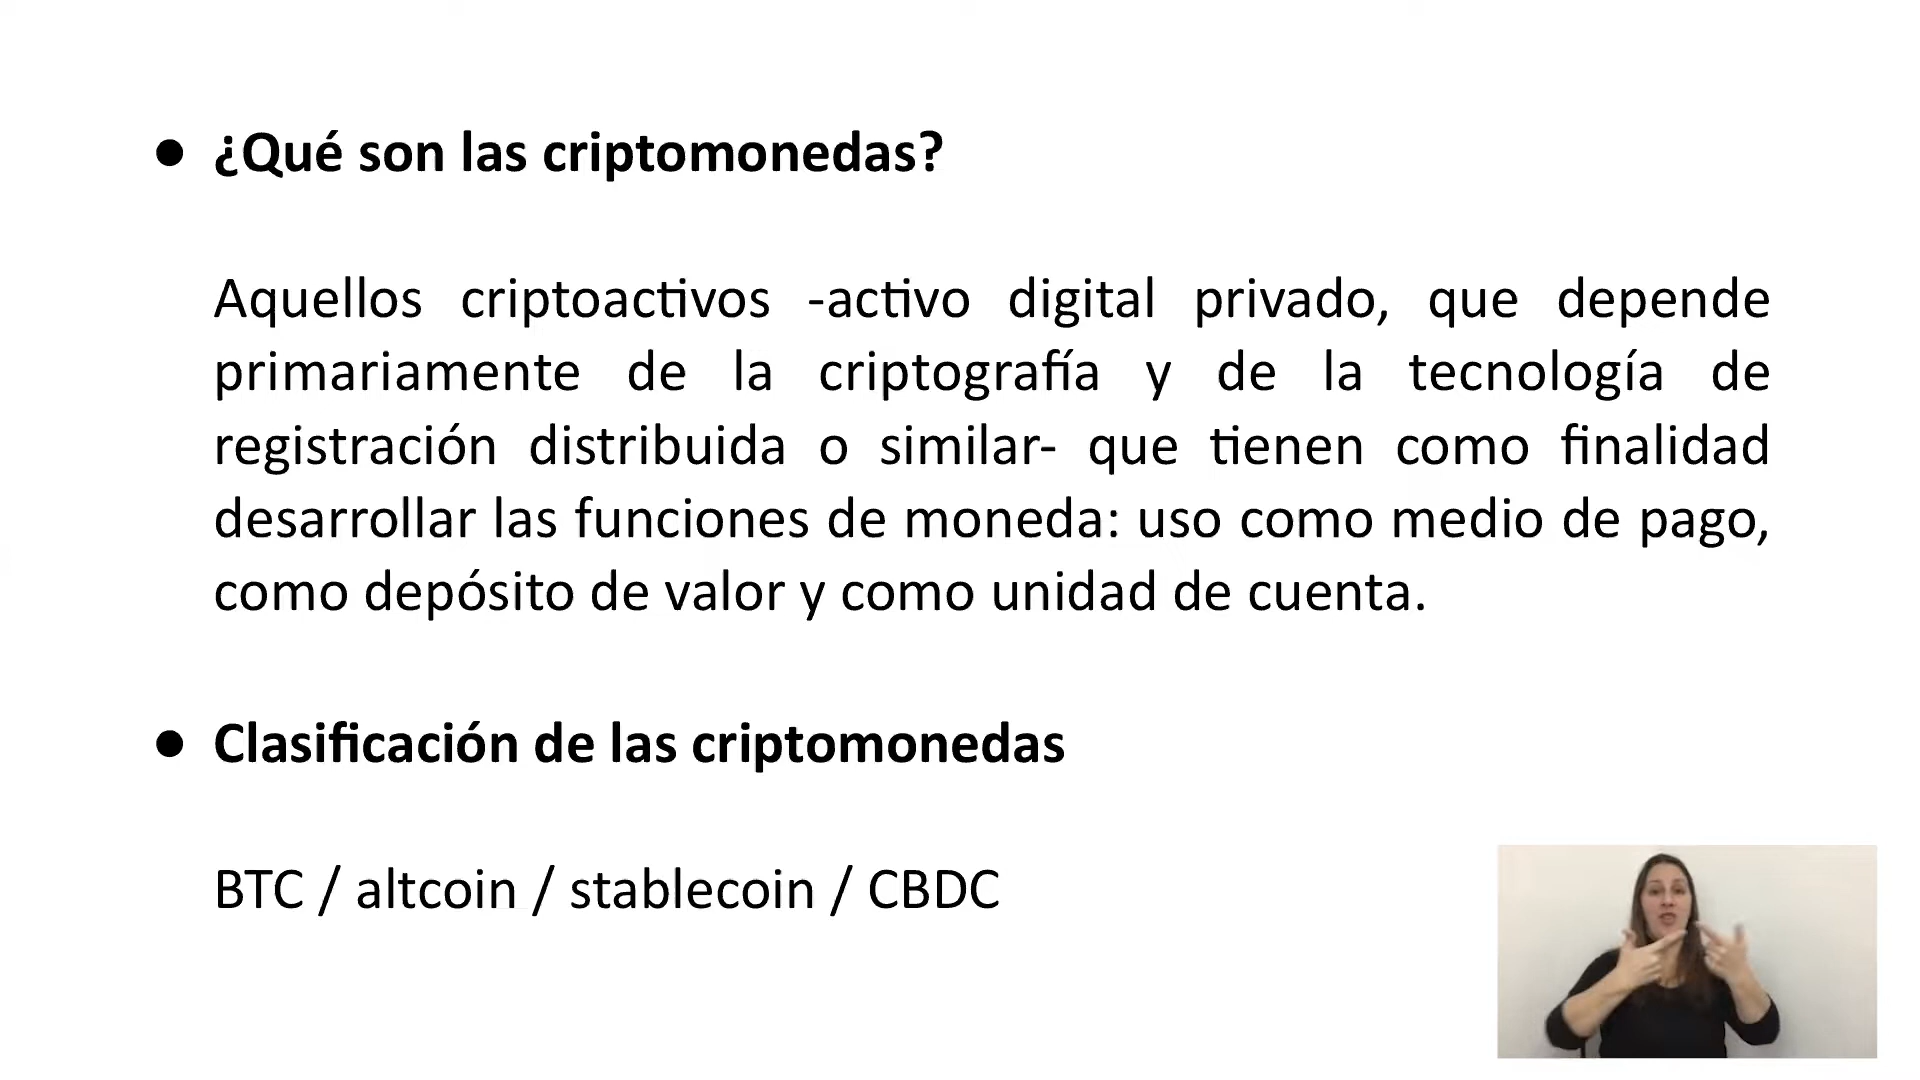 ● ¿Qué son las criptomonedas?
Aquellos criptoactivos -activo digital privado, que depende
primariamente de la criptografía y de la tecnología de
registración distribuida o similar- que tienen como finalidad
desarrollar las funciones de moneda: uso como medio de pago,
como depósito de valor y como unidad de cuenta.
● Clasificación de las criptomonedas
BTC / altcoin / stablecoin / CBDC